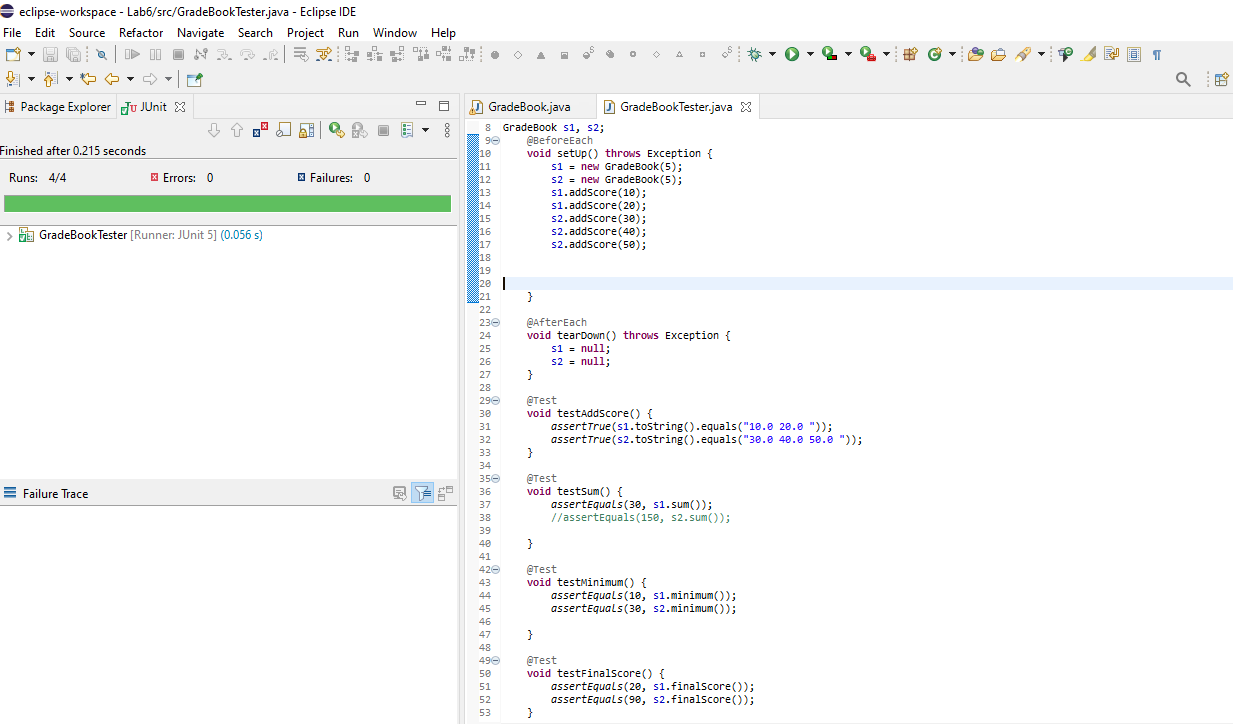 eclipse-workspace - Lab6/src/GradeBookTester.java - Eclipse IDE
File Edit Source Refactor Navigate Search Project Run Window Help
Package Explorer JUnit
Finished after 0.215 seconds
Runs: 4/4 Errors: 0 Failures: 0
GradeBookTester [Runner: JUnit 5] (0.056 s)
Failure Trace
GradeBook.java GradeBookTester.java
8 GradeBook s1, s2;
9 @BeforeEach
10 void setUp() throws Exception {
11 s1 = new GradeBook(5);
12 s2 = new GradeBook(5);
13 s1.addScore(10);
14 s1.addScore(20);
15 s2.addScore(30);
16 s2.addScore(40);
17 s2.addScore(50);
18
19
20
21 }
22
23 @AfterEach
24 void tearDown() throws Exception {
25 s1 = null;
26 s2 = null;
27 }
28
29 @Test
30 void testAddScore() {
31 assertTrue(s1.toString().equals("10.0 20.0 "));
32 assertTrue(s2.toString().equals("30.0 40.0 50.0 "));
33 }
34
35 @Test
36 void testSum() {
37 assertEquals(30, s1.sum());
38 //assertEquals(150, s2.sum());
39
40 }
41
42 @Test
43 void testMinimum() {
44 assertEquals(10, s1.minimum());
45 assertEquals(30, s2.minimum());
46
47 }
48
49 @Test
50 void testFinalScore() {
51 assertEquals(20, s1.finalScore());
52 assertEquals(90, s2.finalScore());
53 }